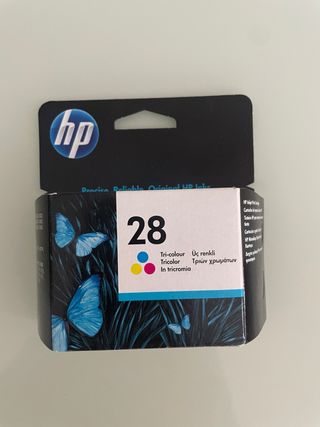 hp
Precise. Reliable. Original HP Inks.
28
Tri-colour
Tricolor
In tricromia
Üç renkli
Τριών χρωμάτων